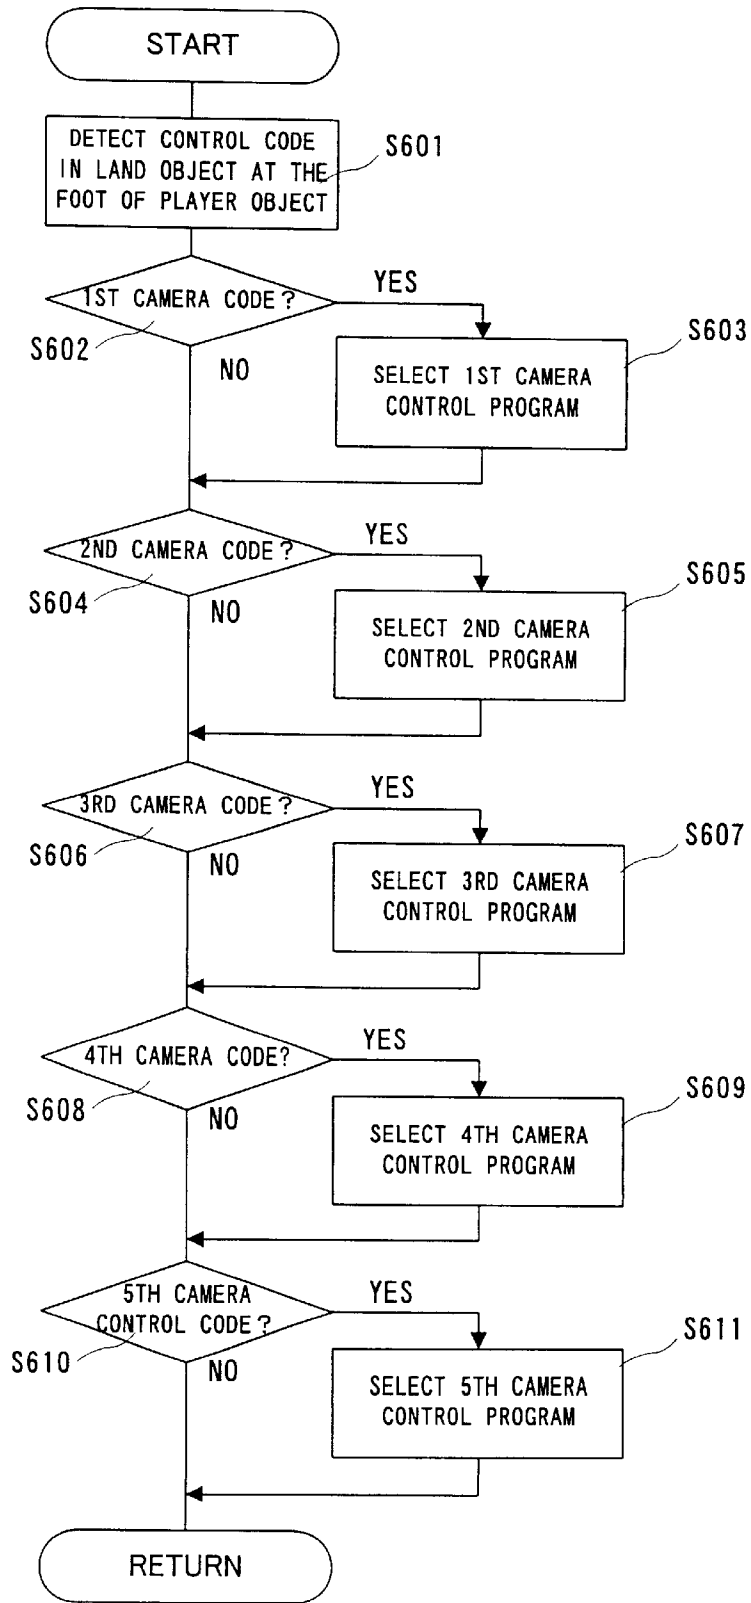 START
DETECT CONTROL CODE
IN LAND OBJECT AT THE
FOOT OF PLAYER OBJECT
S601
1ST CAMERA CODE?
YES
S602
NO
S603
SELECT 1ST CAMERA
CONTROL PROGRAM
2ND CAMERA CODE?
YES
S604
NO
S605
SELECT 2ND CAMERA
CONTROL PROGRAM
3RD CAMERA CODE?
YES
S606
NO
S607
SELECT 3RD CAMERA
CONTROL PROGRAM
4TH CAMERA CODE?
YES
S608
NO
S609
SELECT 4TH CAMERA
CONTROL PROGRAM
5TH CAMERA
CONTROL CODE?
YES
S610
NO
S611
SELECT 5TH CAMERA
CONTROL PROGRAM
RETURN